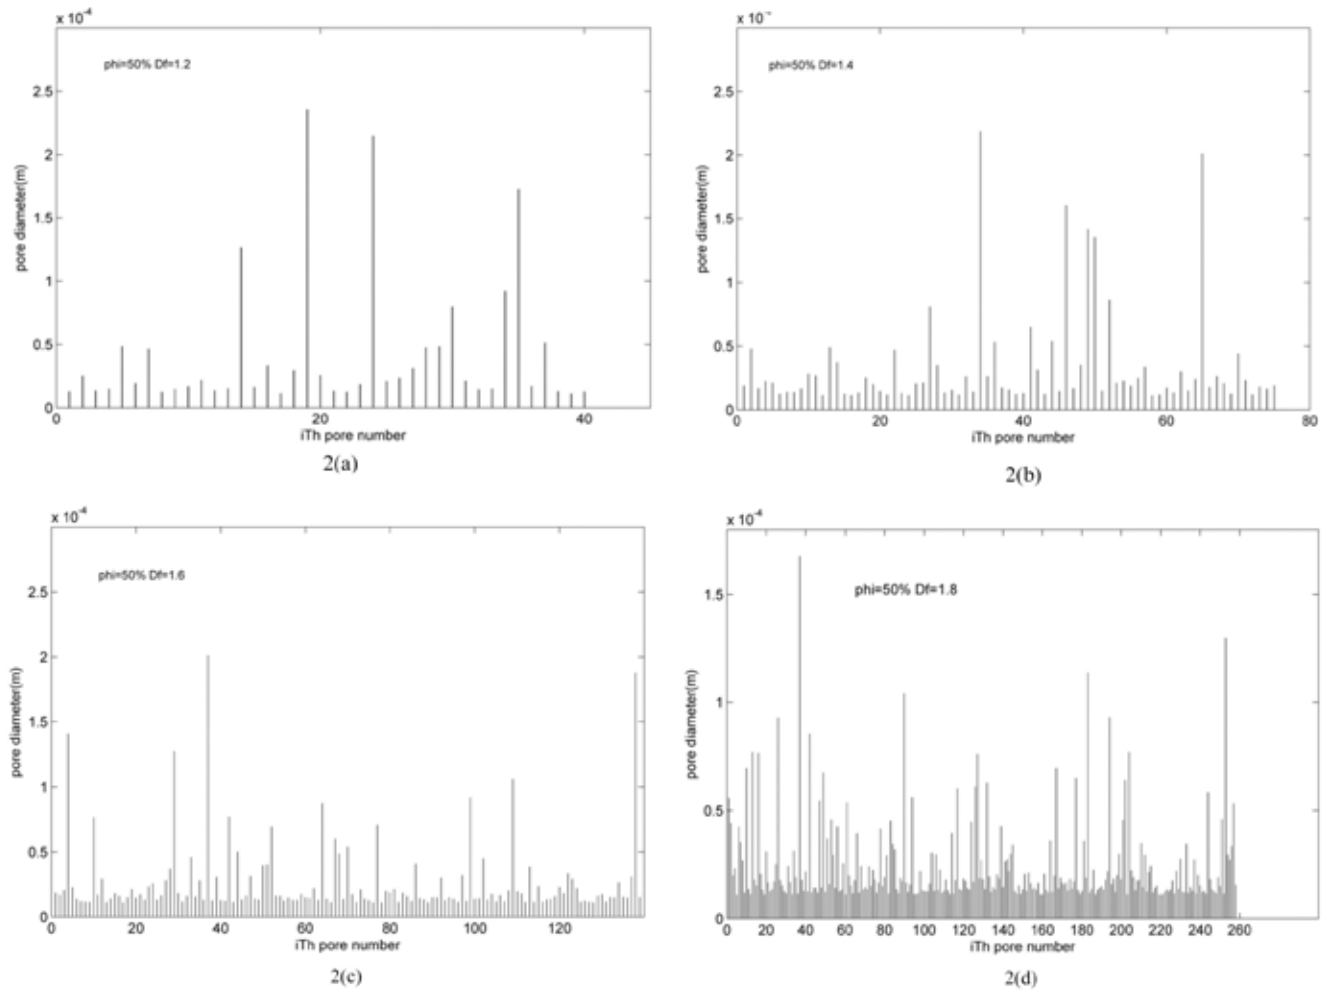 x 10⁻⁴
phi=50% Df=1.2
2.5
2
1.5
1
0.5
0
0 20 40
pore diameter(m)
iTh pore number
2(a)
phi=50% Df=1.4
2.5
2
1.5
1
0.5
0
0 20 40 60 80
pore diameter(m)
iTh pore number
2(b)
x 10⁻⁴
phi=50% Df=1.6
2.5
2
1.5
1
0.5
0
0 20 40 60 80 100 120
pore diameter(m)
iTh pore number
2(c)
x 10⁻⁴
phi=50% Df=1.8
1.5
1
0.5
0
0 20 40 60 80 100 120 140 160 180 200 220 240 260
pore diameter(m)
iTh pore number
2(d)